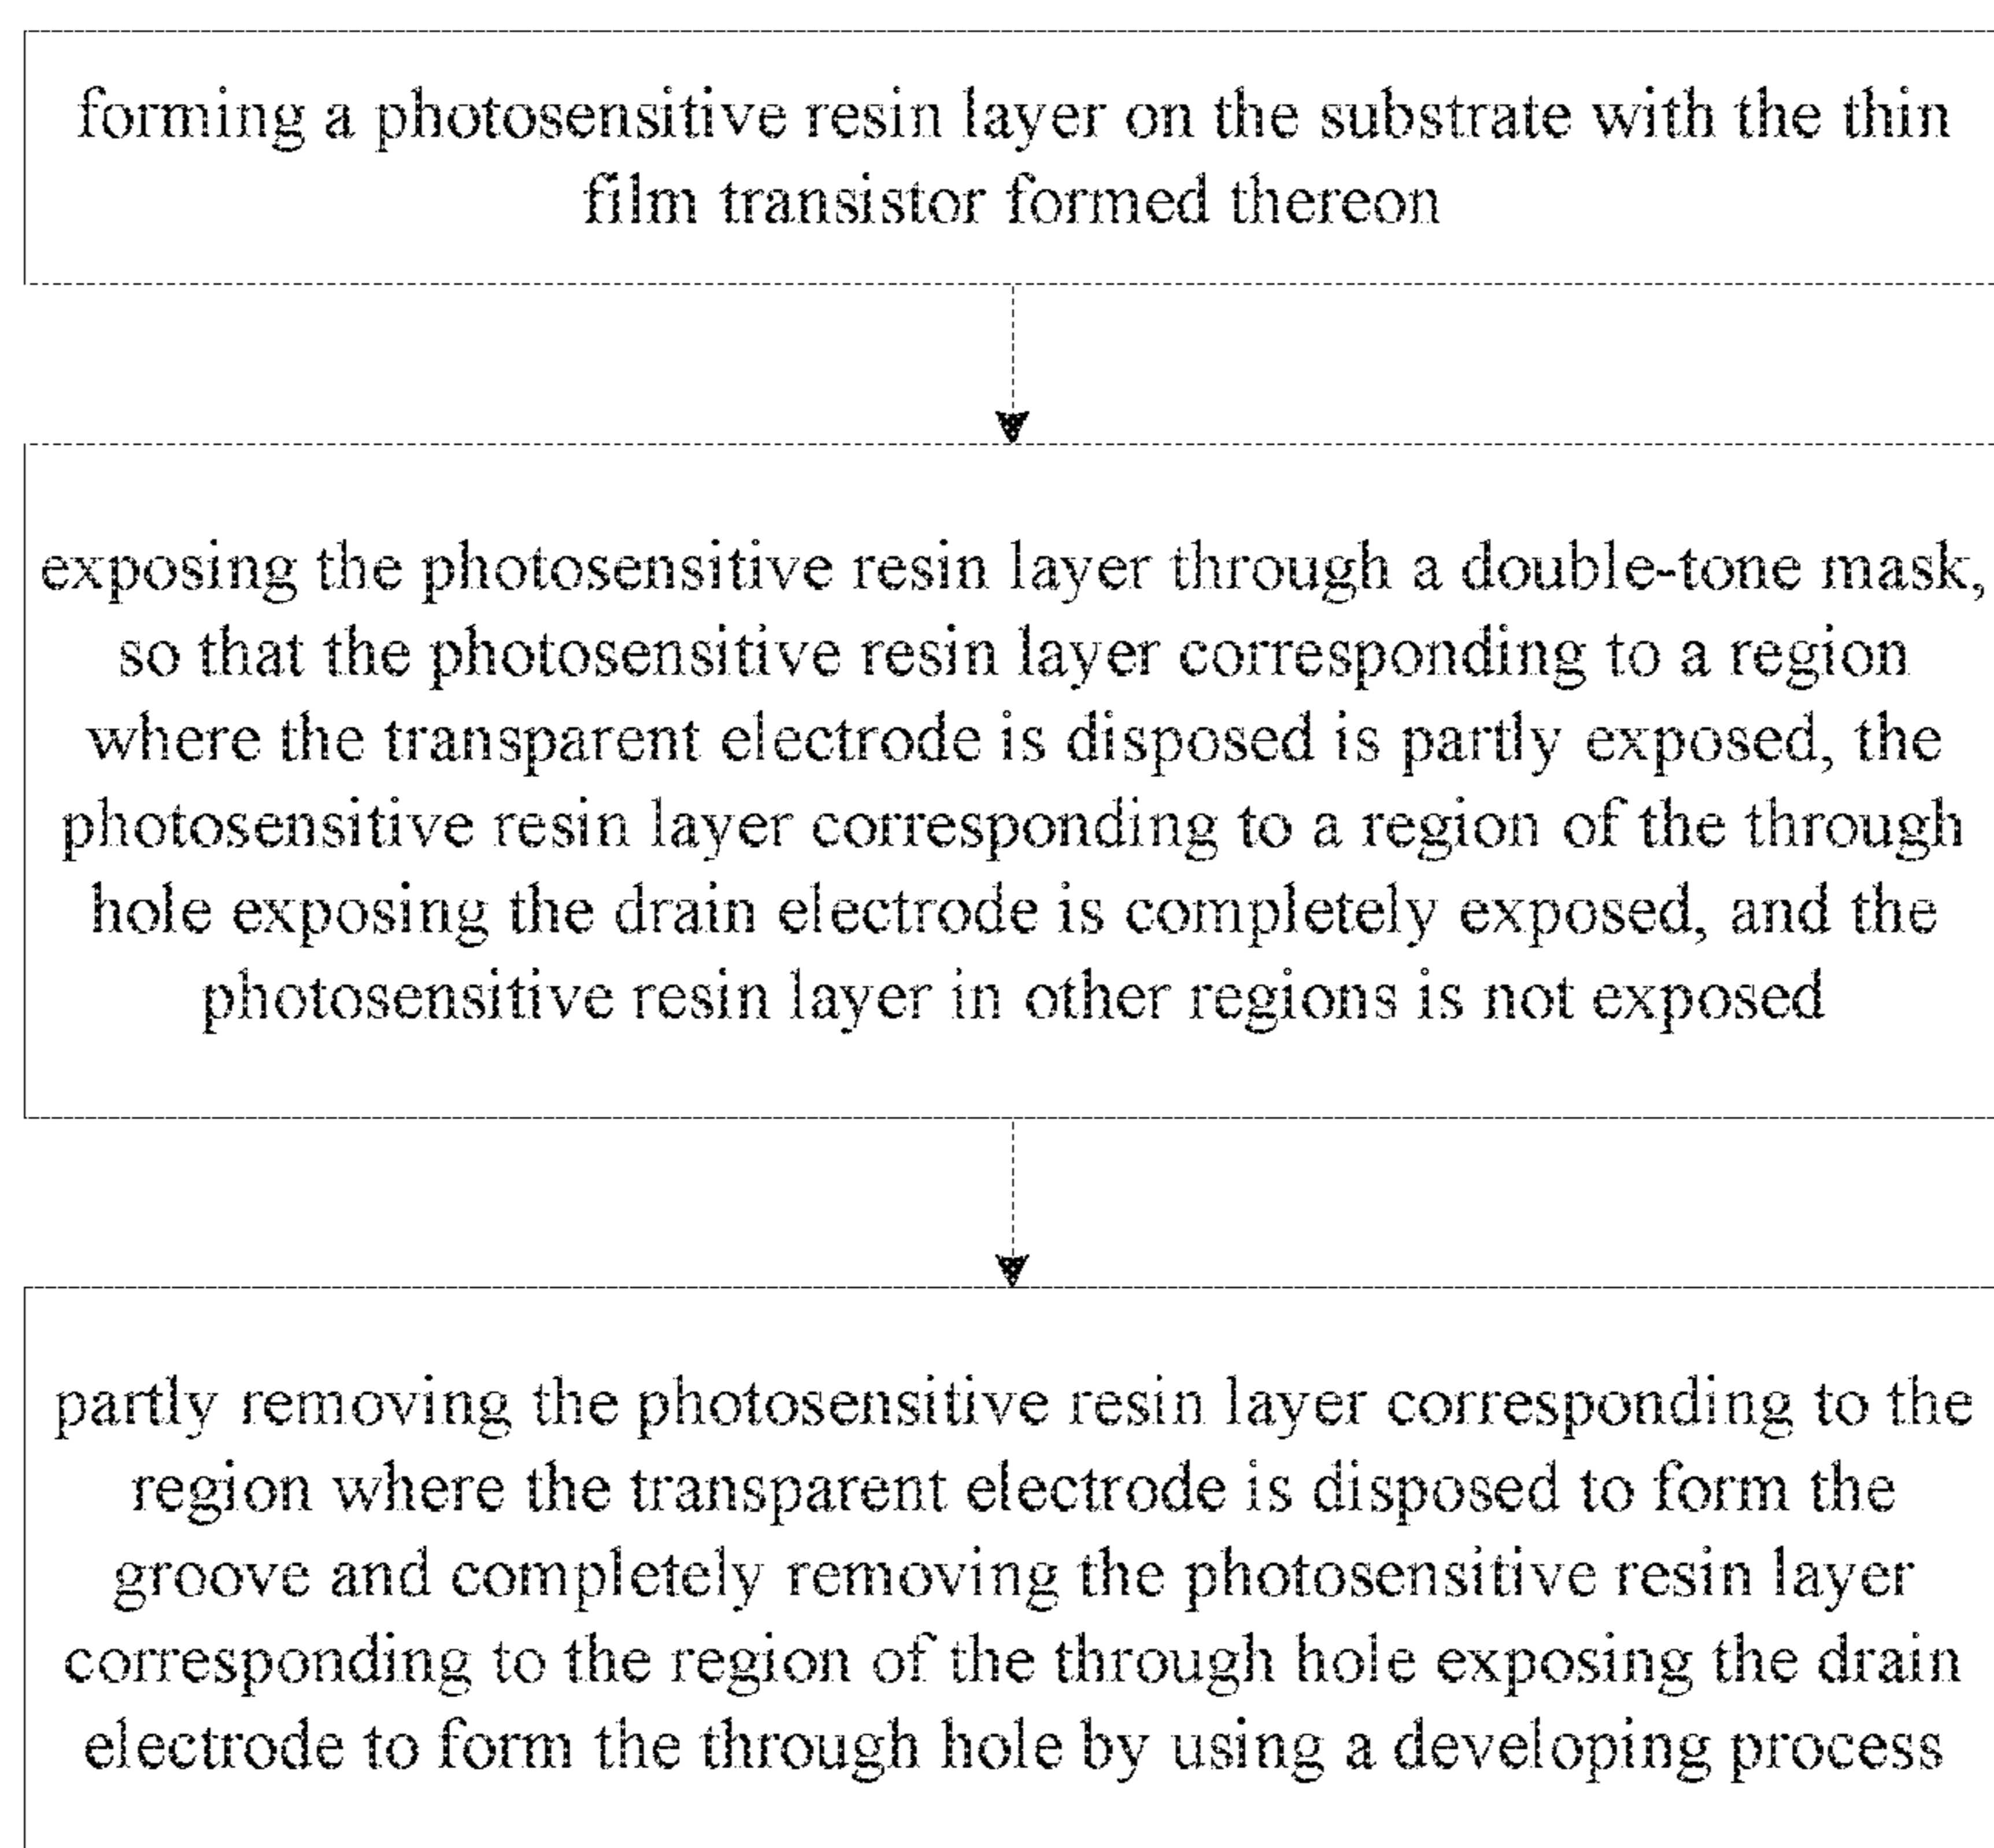 forming a photosensitive resin layer on the substrate with the thin
film transistor formed thereon
exposing the photosensitive resin layer through a double-tone mask,
so that the photosensitive resin layer corresponding to a region
where the transparent electrode is disposed is partly exposed, the
photosensitive resin layer corresponding to a region of the through
hole exposing the drain electrode is completely exposed, and the
photosensitive resin layer in other regions is not exposed
partly removing the photosensitive resin layer corresponding to the
region where the transparent electrode is disposed to form the
groove and completely removing the photosensitive resin layer
corresponding to the region of the through hole exposing the drain
electrode to form the through hole by using a developing process